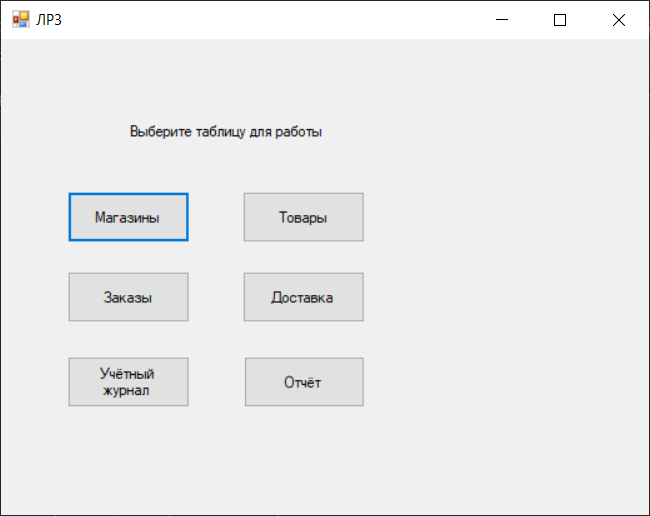 ЛР3
Выберите таблицу для работы
Магазины
Товары
Заказы
Доставка
Учётный
журнал
Отчёт